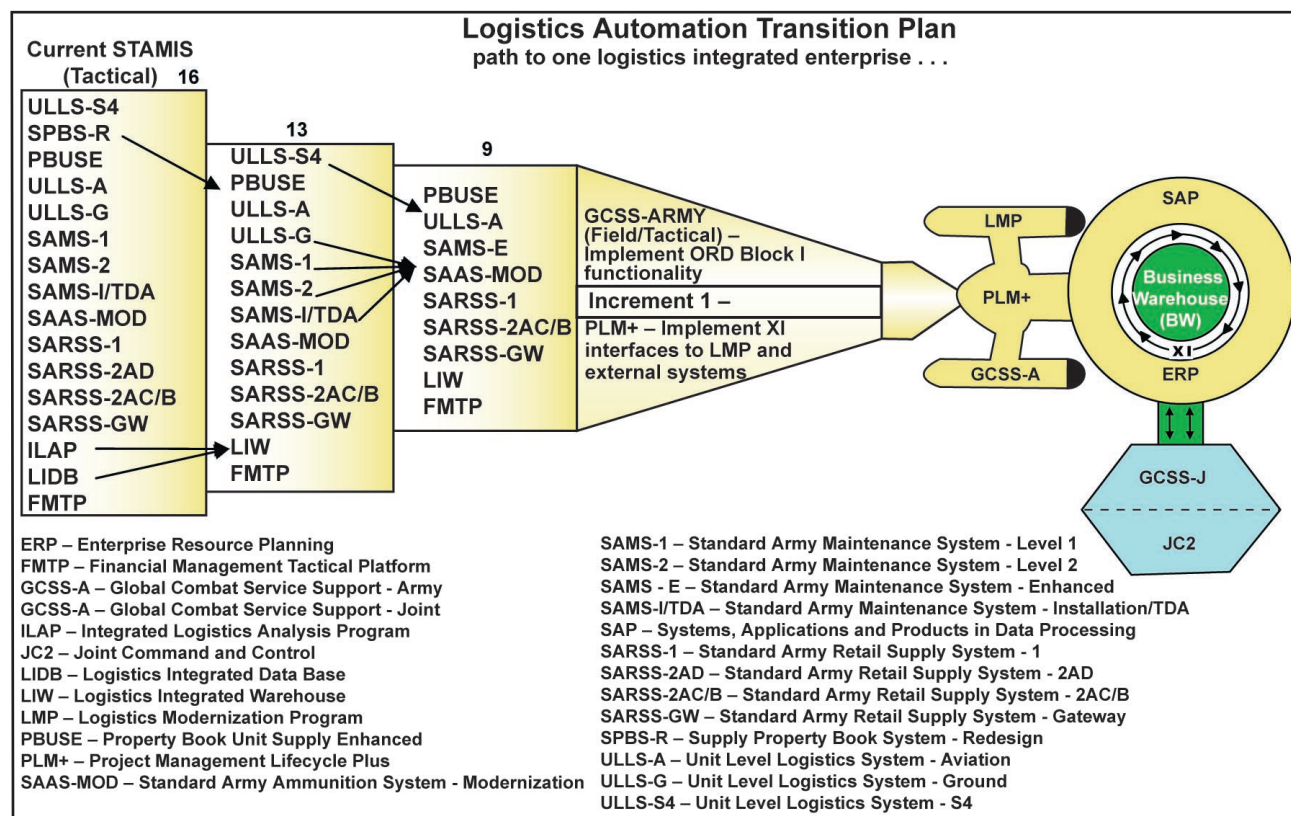 Logistics Automation Transition Plan
path to one logistics integrated enterprise . . .
Current STAMIS
(Tactical) 16
ULLS-S4
SPBS-R
PBUSE
ULLS-A
ULLS-G
SAMS-1
SAMS-2
SAMS-I/TDA
SAAS-MOD
SARSS-1
SARSS-2AD
SARSS-2AC/B
SARSS-GW
ILAP
LIDB
FMTP
13
ULLS-S4
PBUSE
ULLS-A
ULLS-G
SAMS-1
SAMS-2
SAMS-I/TDA
SAAS-MOD
SARSS-1
SARSS-2AC/B
SARSS-GW
LIW
FMTP
9
PBUSE
ULLS-A
SAMS-E
SAAS-MOD
SARSS-1
SARSS-2AC/B
SARSS-GW
LIW
FMTP
GCSS-ARMY
(Field/Tactical) –
Implement ORD Block I
functionality
Increment 1 –
PLM+ – Implement XI
interfaces to LMP and
external systems
LMP
PLM+
GCSS-A
SAP
Business
Warehouse
(BW)
XI
ERP
GCSS-J
JC2
ERP – Enterprise Resource Planning
FMTP – Financial Management Tactical Platform
GCSS-A – Global Combat Service Support - Army
GCSS-A – Global Combat Service Support - Joint
ILAP – Integrated Logistics Analysis Program
JC2 – Joint Command and Control
LIDB – Logistics Integrated Data Base
LIW – Logistics Integrated Warehouse
LMP – Logistics Modernization Program
PBUSE – Property Book Unit Supply Enhanced
PLM+ – Project Management Lifecycle Plus
SAAS-MOD – Standard Army Ammunition System - Modernization
SAMS-1 – Standard Army Maintenance System - Level 1
SAMS-2 – Standard Army Maintenance System - Level 2
SAMS - E – Standard Army Maintenance System - Enhanced
SAMS-I/TDA – Standard Army Maintenance System - Installation/TDA
SAP – Systems, Applications and Products in Data Processing
SARSS-1 – Standard Army Retail Supply System - 1
SARSS-2AD – Standard Army Retail Supply System - 2AD
SARSS-2AC/B – Standard Army Retail Supply System - 2AC/B
SARSS-GW – Standard Army Retail Supply System - Gateway
SPBS-R – Supply Property Book System - Redesign
ULLS-A – Unit Level Logistics System - Aviation
ULLS-G – Unit Level Logistics System - Ground
ULLS-S4 – Unit Level Logistics System - S4